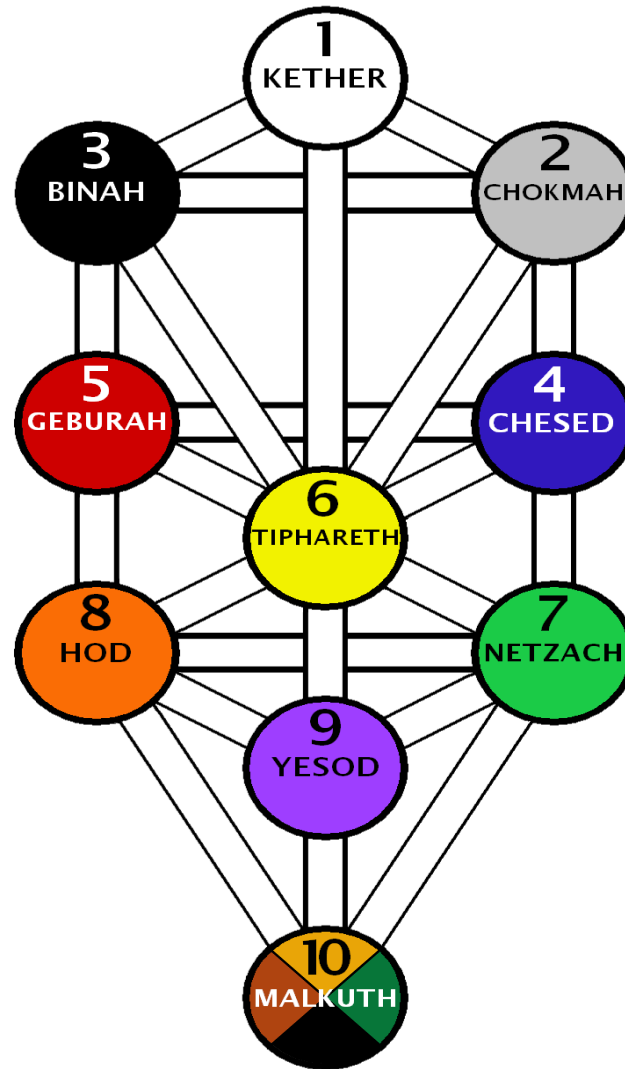 1
KETHER
3
BINAH
2
CHOKMAH
5
GEBURAH
4
CHESED
6
TIPHARETH
8
HOD
7
NETZACH
9
YESOD
10
MALKUTH